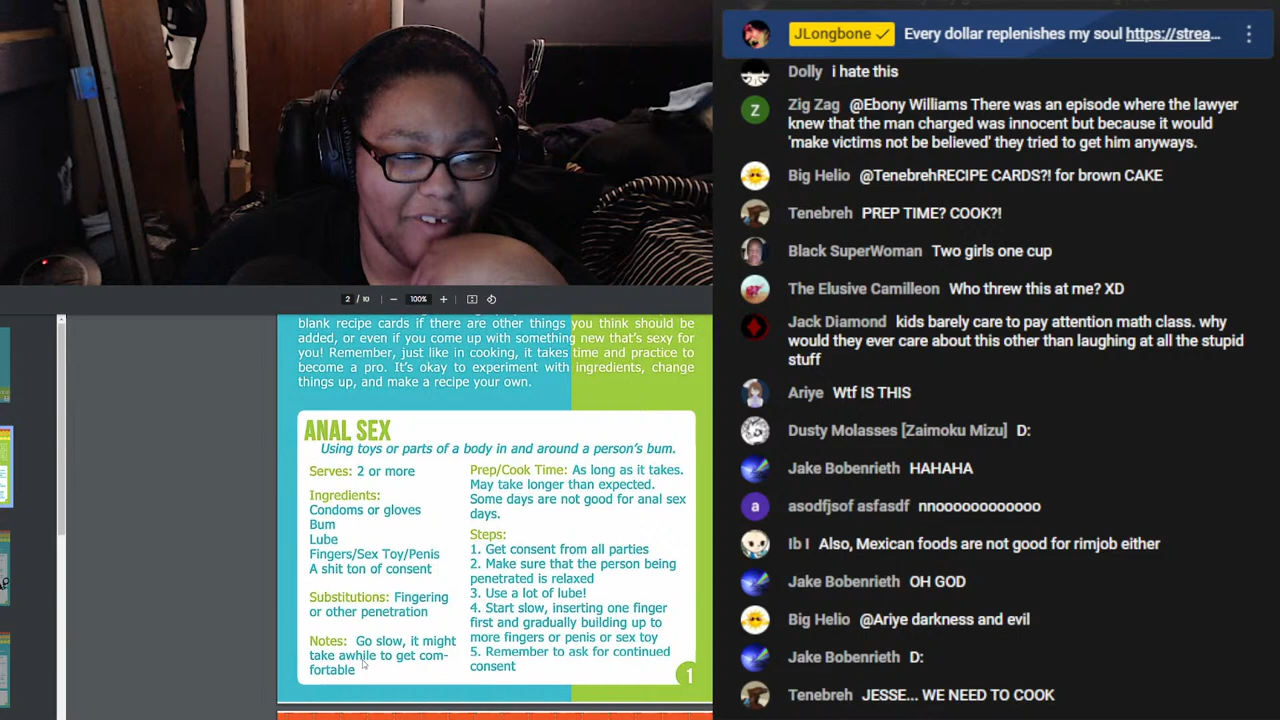 JLongbone ✓ Every dollar replenishes my soul https://strea...
Dolly i hate this
Zig Zag @Ebony Williams There was an episode where the lawyer
knew that the man charged was innocent but because it would
'make victims not be believed' they tried to get him anyways.
Big Helio @TenebrehRECIPE CARDS?! for brown CAKE
Tenebreh PREP TIME? COOK?!
Black SuperWoman Two girls one cup
The Elusive Camilleon Who threw this at me? XD
Jack Diamond kids barely care to pay attention math class. why
would they ever care about this other than laughing at all the stupid
stuff
Ariye Wtf IS THIS
Dusty Molasses [Zaimoku Mizu] D:
Jake Bobenrieth HAHAHA
asodfjsof asfasdf nnoooooooooooo
Ib I Also, Mexican foods are not good for rimjob either
Jake Bobenrieth OH GOD
Big Helio @Ariye darkness and evil
Jake Bobenrieth D:
Tenebreh JESSE... WE NEED TO COOK
Z
a
2 / 10 − 100% +
blank recipe cards if there are other things you think should be
added, or even if you come up with something new that's sexy for
you! Remember, just like in cooking, it takes time and practice to
become a pro. It's okay to experiment with ingredients, change
things up, and make a recipe your own.
ANAL SEX
Using toys or parts of a body in and around a person's bum.
Serves: 2 or more
Ingredients:
Condoms or gloves
Bum
Lube
Fingers/Sex Toy/Penis
A shit ton of consent
Substitutions: Fingering
or other penetration
Notes: Go slow, it might
take awhile to get com-
fortable
Prep/Cook Time: As long as it takes.
May take longer than expected.
Some days are not good for anal sex
days.
Steps:
1. Get consent from all parties
2. Make sure that the person being
penetrated is relaxed
3. Use a lot of lube!
4. Start slow, inserting one finger
first and gradually building up to
more fingers or penis or sex toy
5. Remember to ask for continued
consent
1